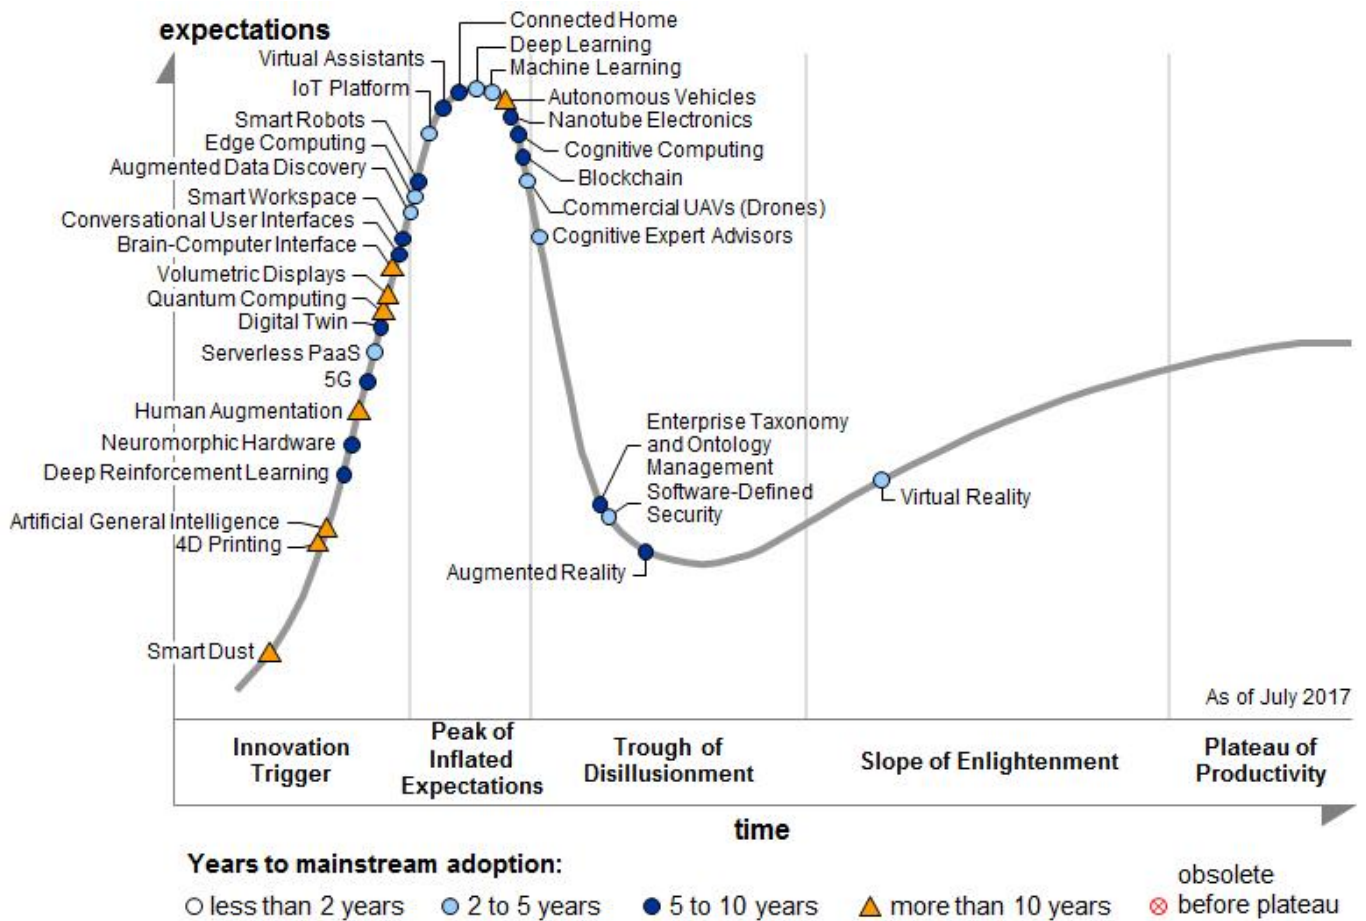 expectations
Connected Home
Deep Learning
Virtual Assistants
Machine Learning
IoT Platform
Autonomous Vehicles
Smart Robots
Nanotube Electronics
Edge Computing
Cognitive Computing
Augmented Data Discovery
Blockchain
Smart Workspace
Commercial UAVs (Drones)
Conversational User Interfaces
Cognitive Expert Advisors
Brain-Computer Interface
Volumetric Displays
Quantum Computing
Digital Twin
Serverless PaaS
5G
Human Augmentation
Neuromorphic Hardware
Deep Reinforcement Learning
Enterprise Taxonomy
and Ontology
Management
Software-Defined
Security
Virtual Reality
Artificial General Intelligence
4D Printing
Augmented Reality
Smart Dust
As of July 2017
Innovation
Trigger
Peak of
Inflated
Expectations
Trough of
Disillusionment
Slope of Enlightenment
Plateau of
Productivity
time
Years to mainstream adoption:
less than 2 years
2 to 5 years
5 to 10 years
more than 10 years
obsolete
before plateau